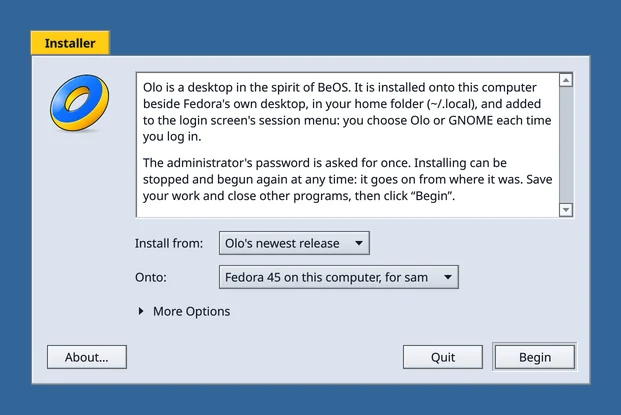 Installer
Olo is a desktop in the spirit of BeOS. It is installed onto this computer
beside Fedora's own desktop, in your home folder (~/.local), and added
to the login screen's session menu: you choose Olo or GNOME each time
you log in.
The administrator's password is asked for once. Installing can be
stopped and begun again at any time: it goes on from where it was. Save
your work and close other programs, then click “Begin”.
Install from: Olo's newest release
Onto: Fedora 45 on this computer, for sam
More Options
About... Quit Begin